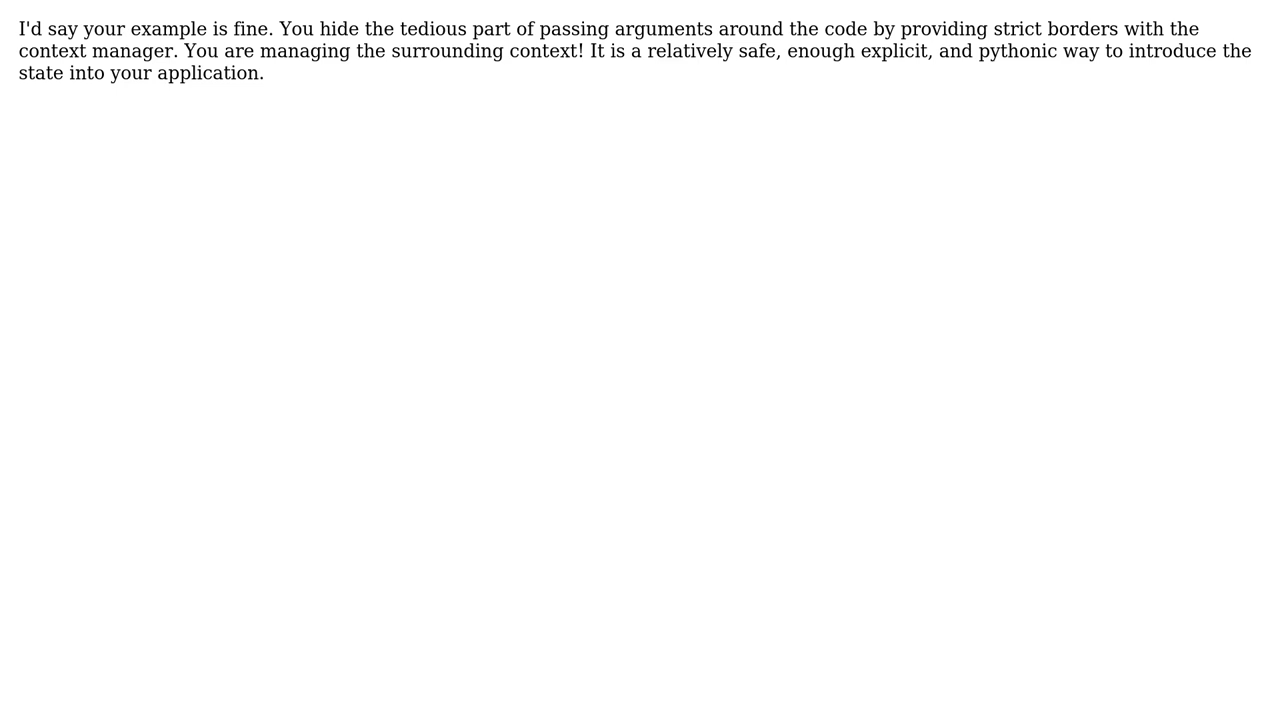 I'd say your example is fine. You hide the tedious part of passing arguments around the code by providing strict borders with the
context manager. You are managing the surrounding context! It is a relatively safe, enough explicit, and pythonic way to introduce the
state into your application.